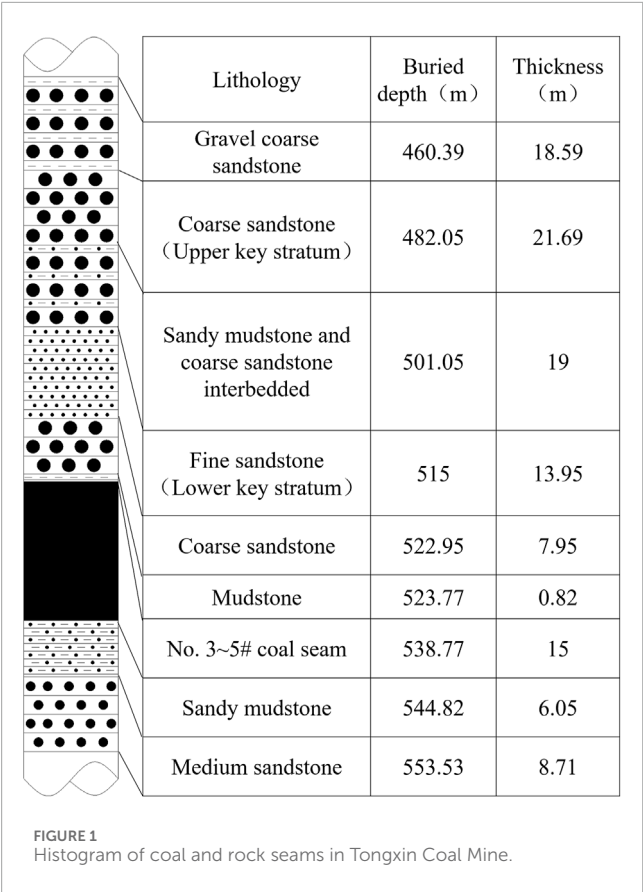 Lithology
Buried
depth（m）
Thickness
（m）
Gravel coarse
sandstone
460.39
18.59
Coarse sandstone
（Upper key stratum）
482.05
21.69
Sandy mudstone and
coarse sandstone
interbedded
501.05
19
Fine sandstone
（Lower key stratum）
515
13.95
Coarse sandstone
522.95
7.95
Mudstone
523.77
0.82
No. 3~5# coal seam
538.77
15
Sandy mudstone
544.82
6.05
Medium sandstone
553.53
8.71
FIGURE 1
Histogram of coal and rock seams in Tongxin Coal Mine.